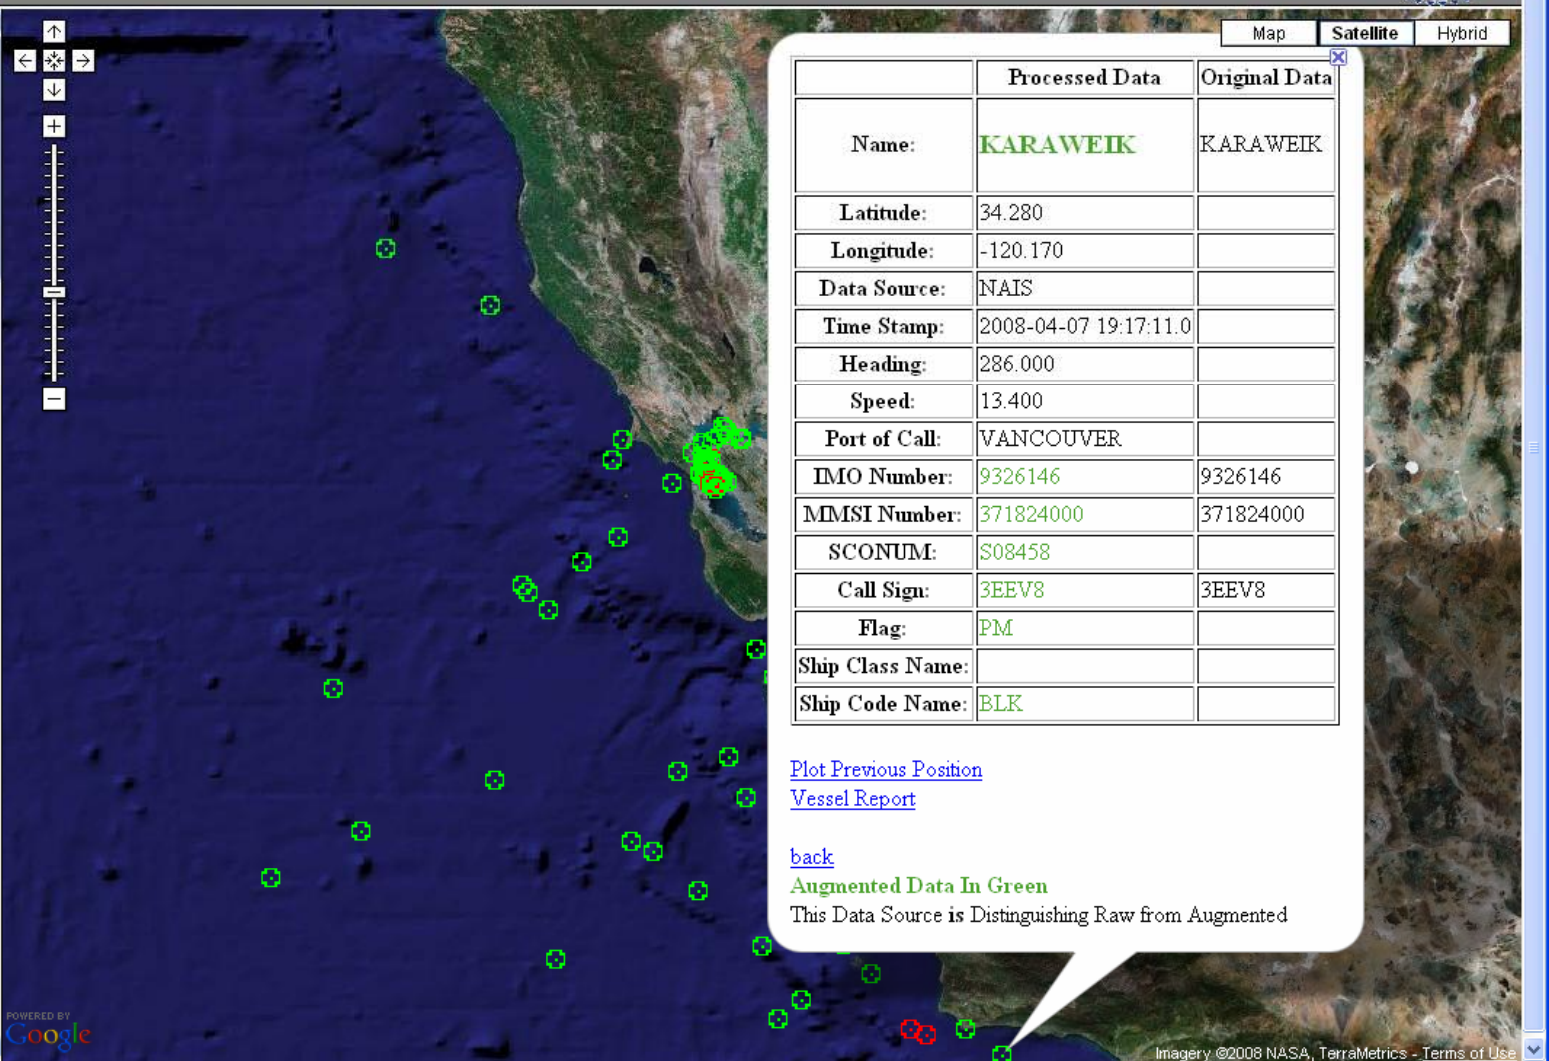 Map Satellite Hybrid
Processed Data Original Data
Name: KARAWEIK KARAWEIK
Latitude: 34.280
Longitude: -120.170
Data Source: NAIS
Time Stamp: 2008-04-07 19:17:11.0
Heading: 286.000
Speed: 13.400
Port of Call: VANCOUVER
IMO Number: 9326146 9326146
MMSI Number: 371824000 371824000
SCONUM: S08458
Call Sign: 3EEV8 3EEV8
Flag: PM
Ship Class Name:
Ship Code Name: BLK
Plot Previous Position
Vessel Report
back
Augmented Data In Green
This Data Source is Distinguishing Raw from Augmented
POWERED BY
Google
Imagery ©2008 NASA, TerraMetrics - Terms of Use